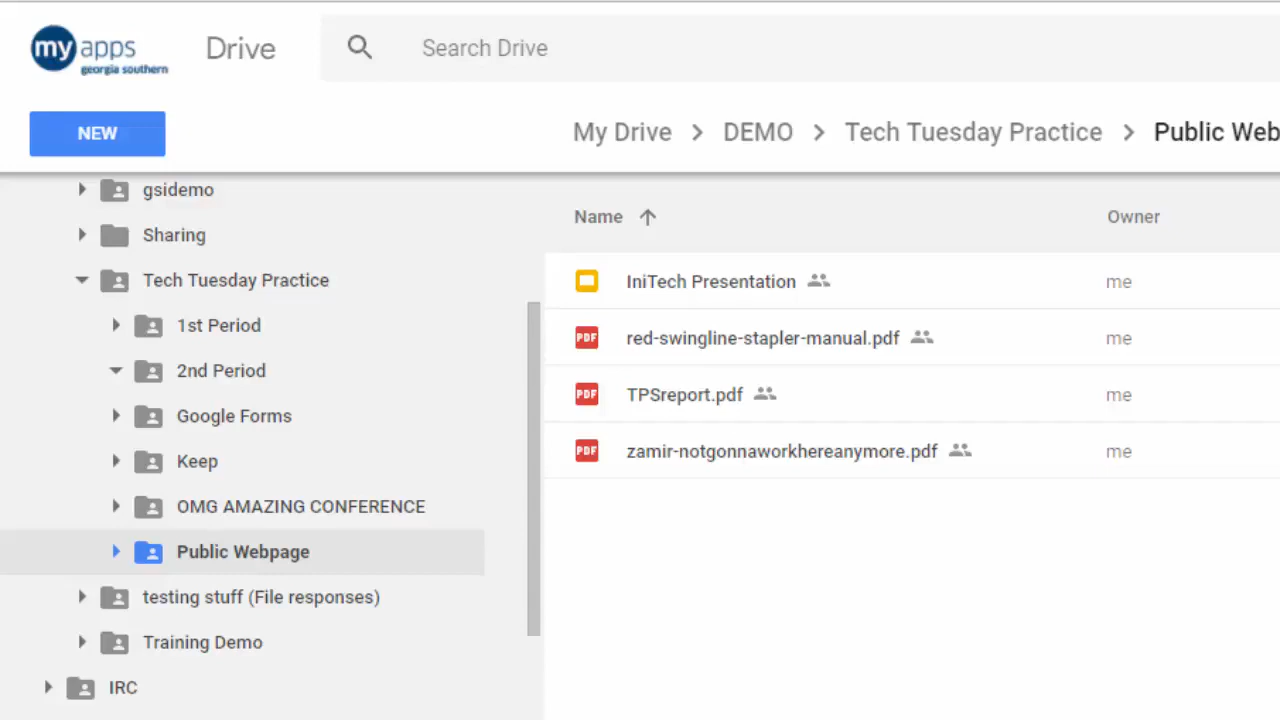 my apps
georgia southern
Drive
Search Drive
NEW
My Drive > DEMO > Tech Tuesday Practice > Public Web
gsidemo
Sharing
Tech Tuesday Practice
1st Period
2nd Period
Google Forms
Keep
OMG AMAZING CONFERENCE
Public Webpage
testing stuff (File responses)
Training Demo
IRC
Name Owner
IniTech Presentation me
PDF red-swingline-stapler-manual.pdf me
PDF TPSreport.pdf me
PDF zamir-notgonnaworkhereanymore.pdf me